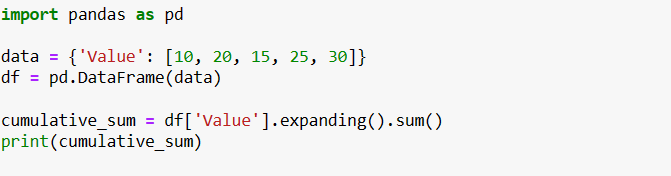 import pandas as pd
data = {'Value': [10, 20, 15, 25, 30]}
df = pd.DataFrame(data)
cumulative_sum = df['Value'].expanding().sum()
print(cumulative_sum)